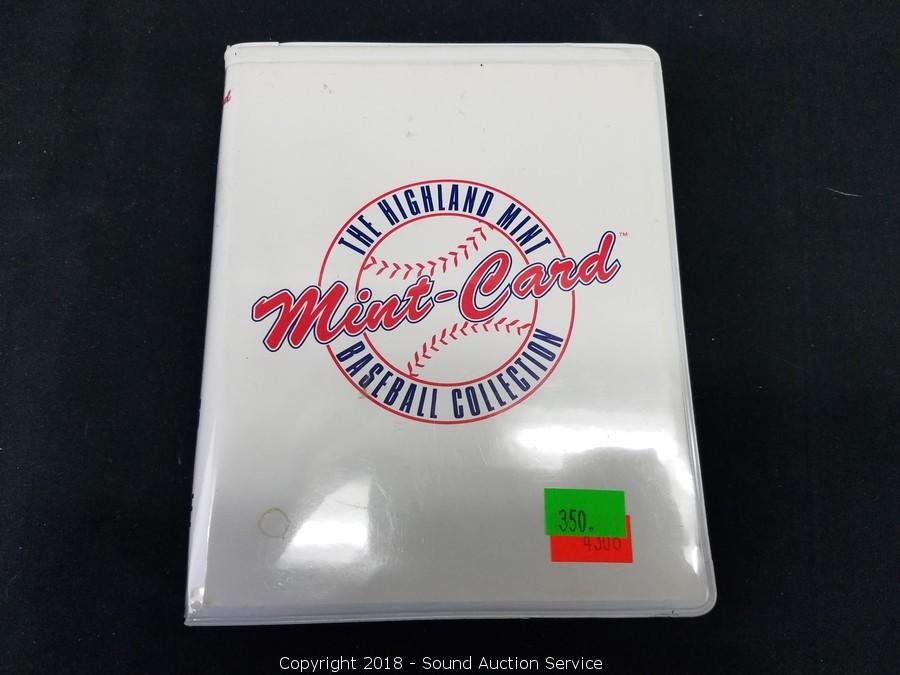 THE HIGHLAND MINT
Mint-Card™
BASEBALL COLLECTION
350.
Copyright 2018 - Sound Auction Service